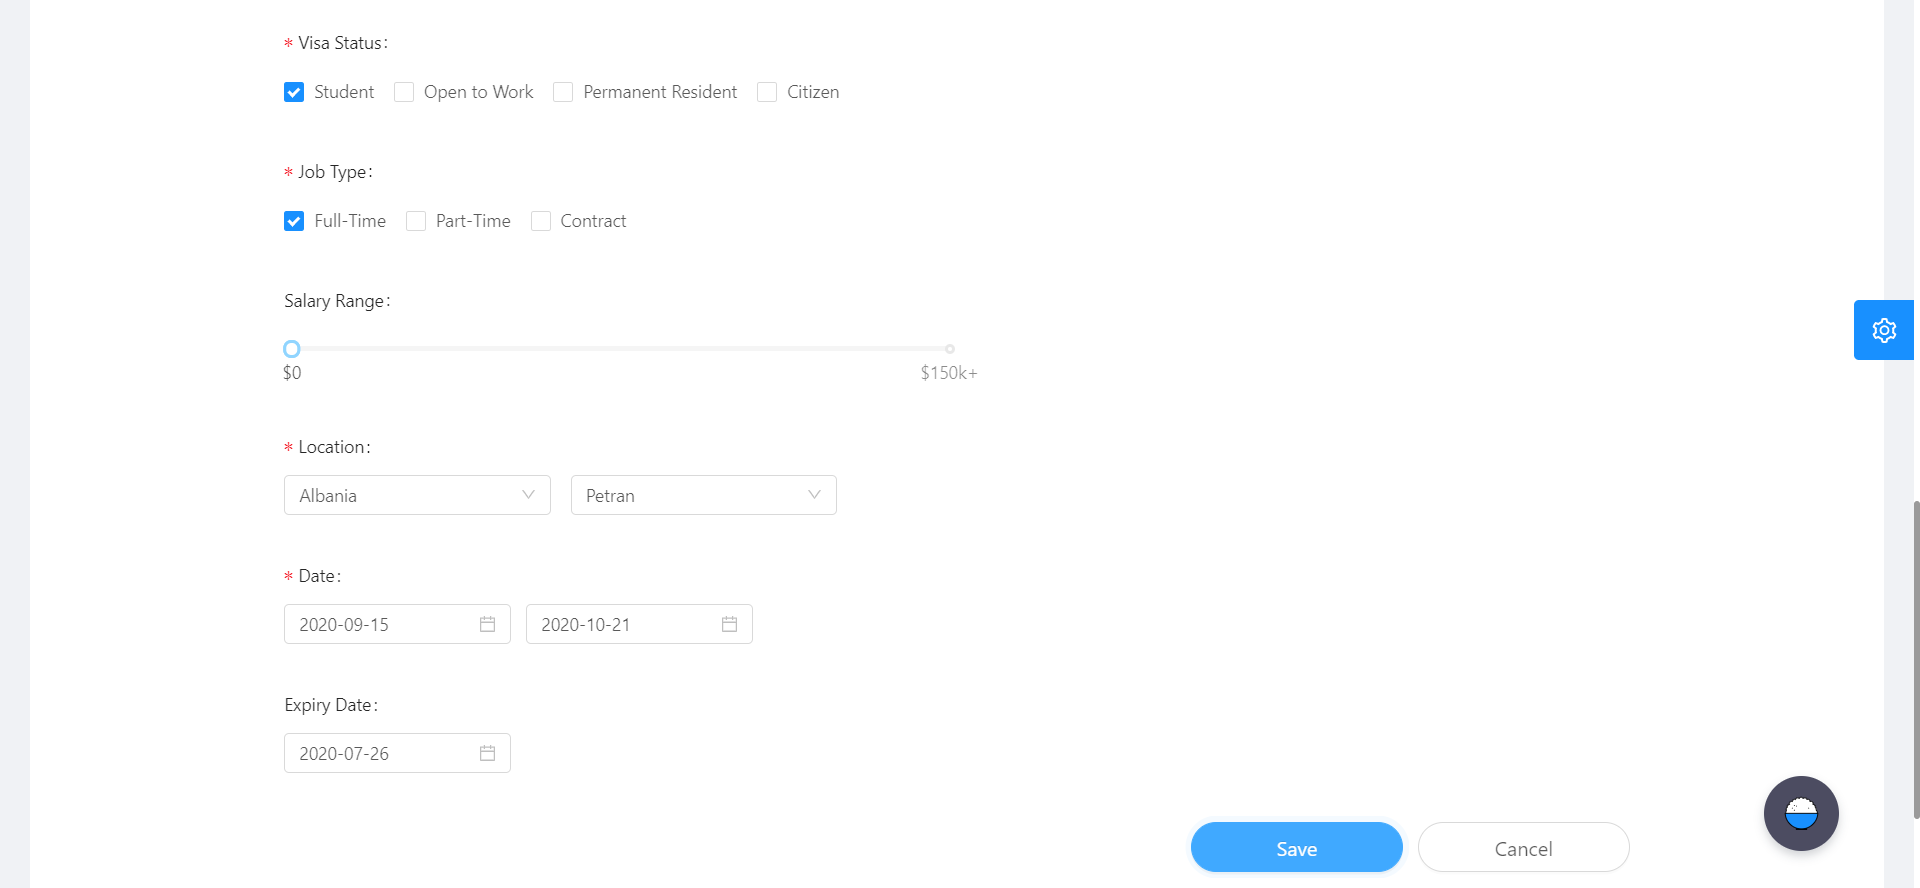 * Visa Status:
Student Open to Work Permanent Resident Citizen
* Job Type:
Full-Time Part-Time Contract
Salary Range:
$0 $150k+
* Location:
Albania Petran
* Date:
2020-09-15 2020-10-21
Expiry Date:
2020-07-26
Save Cancel